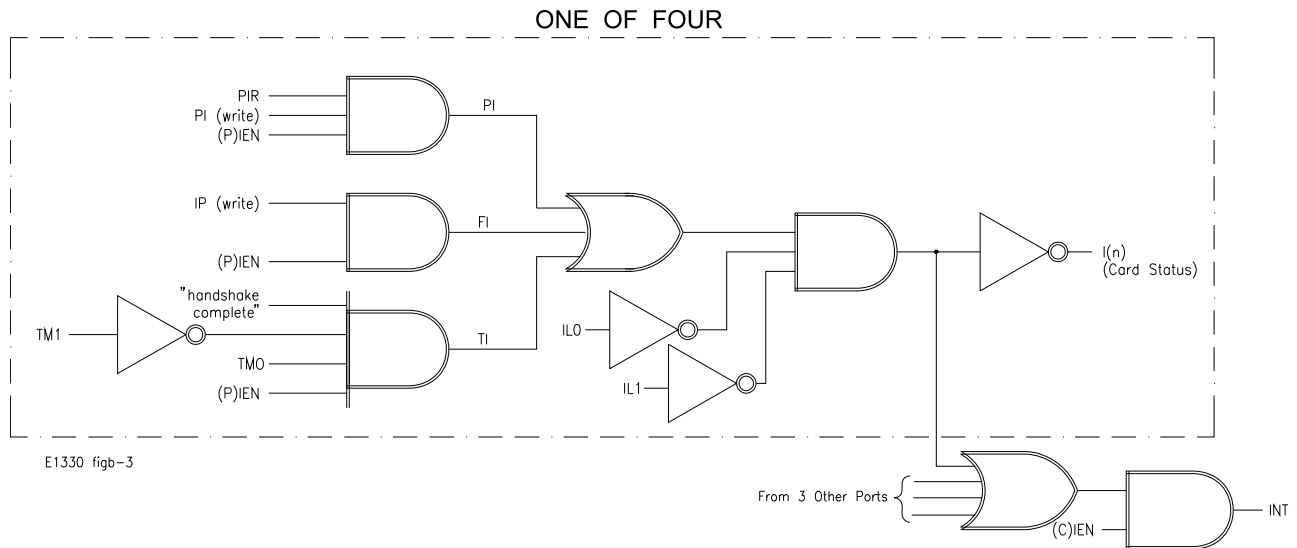 ONE OF FOUR
PIR
PI (write)
(P)IEN
PI
IP (write)
(P)IEN
FI
"handshake
complete"
TM1
TM0
(P)IEN
TI
IL0
IL1
I(n)
(Card Status)
E1330 figb-3
From 3 Other Ports
(C)IEN
INT